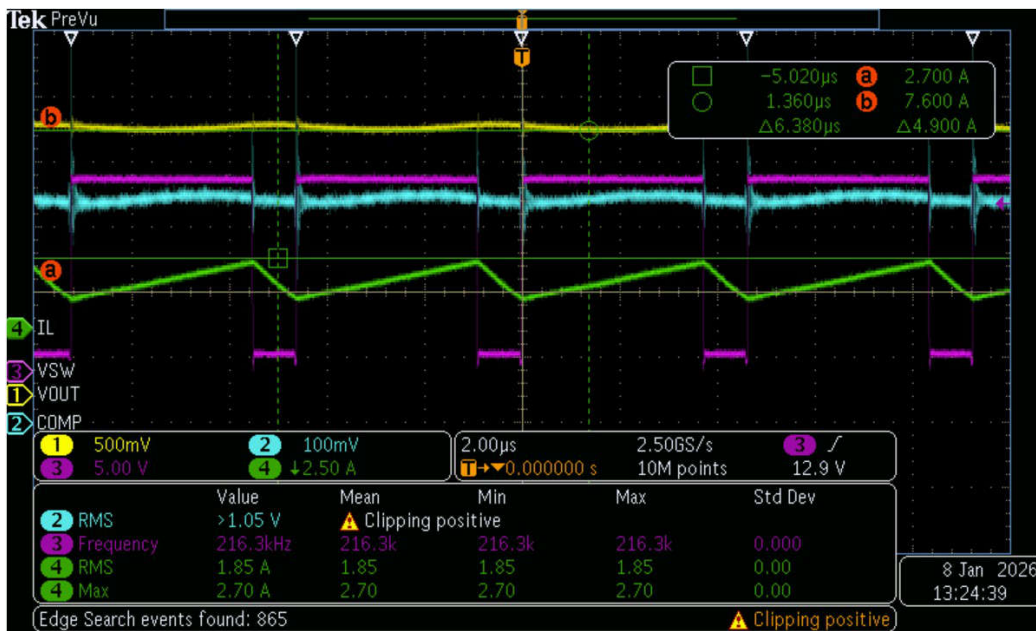 Tek PreVu
T
T
−5.020µs a 2.700 A
1.360µs b 7.600 A
△6.380µs △4.900 A
b
a
4 IL
3 VSW
1 VOUT
2 COMP
1 500mV 2 100mV
3 5.00 V 4 ↓2.50 A
2.00µs 2.50GS/s 3
T→▼0.000000 s 10M points 12.9 V
Value Mean Min Max Std Dev
2 RMS >1.05 V Clipping positive
3 Frequency 216.3kHz 216.3k 216.3k 216.3k 0.000
4 RMS 1.85 A 1.85 1.85 1.85 0.00
4 Max 2.70 A 2.70 2.70 2.70 0.00
8 Jan 2026
13:24:39
Edge Search events found: 865 Clipping positive